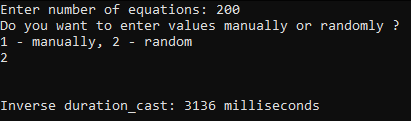 Enter number of equations: 200
Do you want to enter values manually or randomly ?
1 - manually, 2 - random
2
Inverse duration_cast: 3136 milliseconds